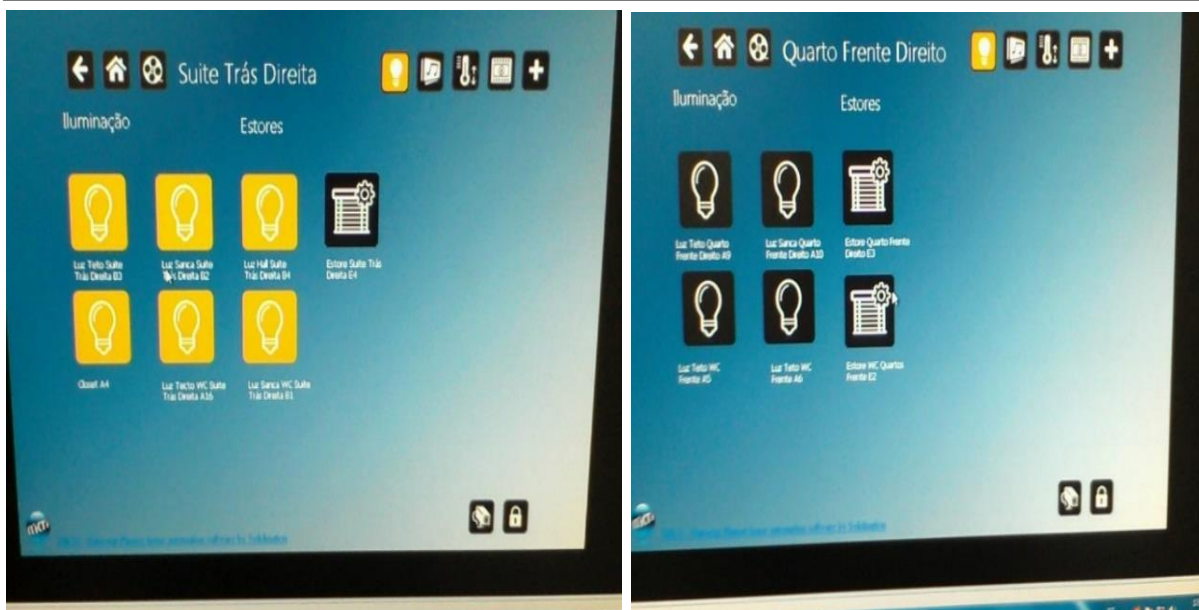 Suite Trás Direita
Iluminação
Estores
Luz Teto Suite
Trás Direita B3
Luz Sanca Suite
Trás Direita B2
Luz Hall Suite
Trás Direita B4
Estore Suite Trás
Direita E4
Closet A4
Luz Tecto WC Suite
Trás Direita A16
Luz Sanca WC Suite
Trás Direita B1
Quarto Frente Direito
Iluminação
Estores
Luz Teto Quarto
Frente Direito A9
Luz Sanca Quarto
Frente Direito A10
Estore Quarto Frente
Direito E3
Luz Teto WC
Frente A5
Luz Teto WC
Frente A6
Estore WC Quartos
Frente E2